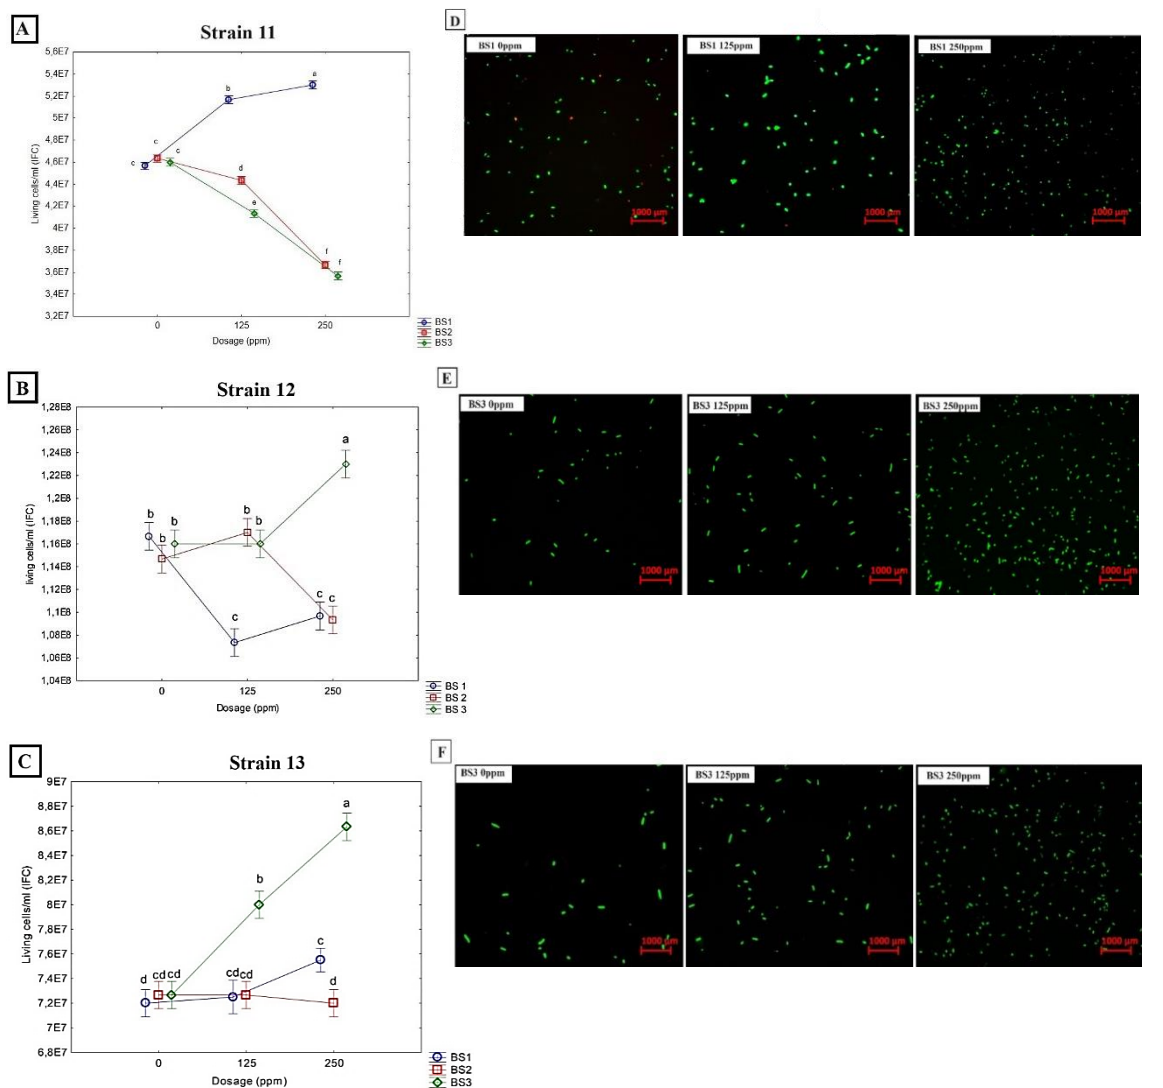 A
Strain 11
5,6E7
5,4E7
5,2E7
5E7
4,8E7
4,6E7
4,4E7
4,2E7
4E7
3,8E7
3,6E7
3,4E7
3,2E7
Living cells/ml (IFC)
a
b
c
c
c
d
e
f
f
0
125
250
Dosage (ppm)
BS1
BS2
BS3
D
BS1 0ppm
1000 µm
BS1 125ppm
1000 µm
BS1 250ppm
1000 µm
B
Strain 12
1,28E8
1,26E8
1,24E8
1,22E8
1,2E8
1,18E8
1,16E8
1,14E8
1,12E8
1,1E8
1,08E8
1,06E8
1,04E8
living cells/ml (IFC)
a
b
b
b
b
b
c
c
c
0
125
250
Dosage (ppm)
BS 1
BS 2
BS 3
E
BS3 0ppm
1000 µm
BS3 125ppm
1000 µm
BS3 250ppm
1000 µm
C
Strain 13
9E7
8,8E7
8,6E7
8,4E7
8,2E7
8E7
7,8E7
7,6E7
7,4E7
7,2E7
7E7
6,8E7
Living cells/ml (IFC)
a
b
c
d
cd
cd
cd
cd
d
0
125
250
Dosage (ppm)
BS1
BS2
BS3
F
BS3 0ppm
1000 µm
BS3 125ppm
1000 µm
BS3 250ppm
1000 µm